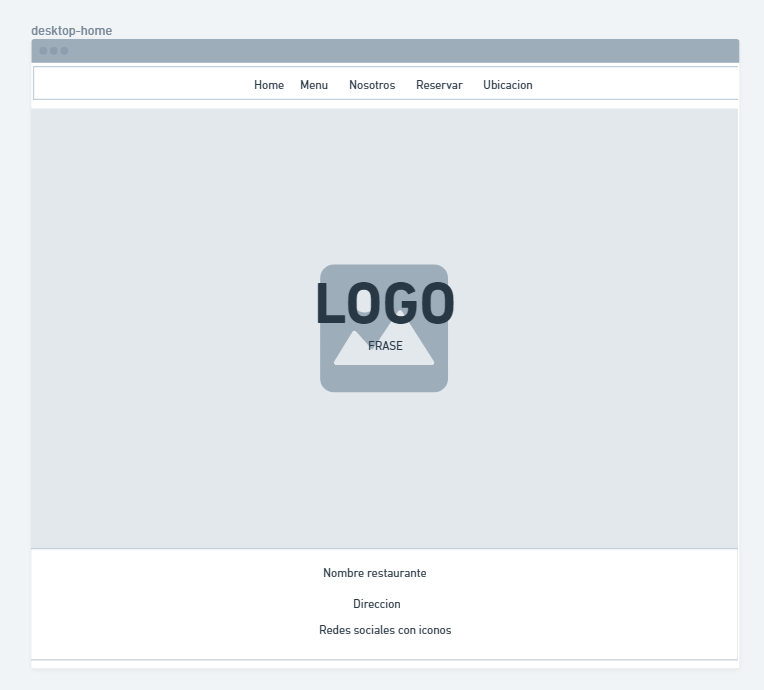 desktop-home
Home Menu Nosotros Reservar Ubicacion
LOGO
FRASE
Nombre restaurante
Direccion
Redes sociales con iconos